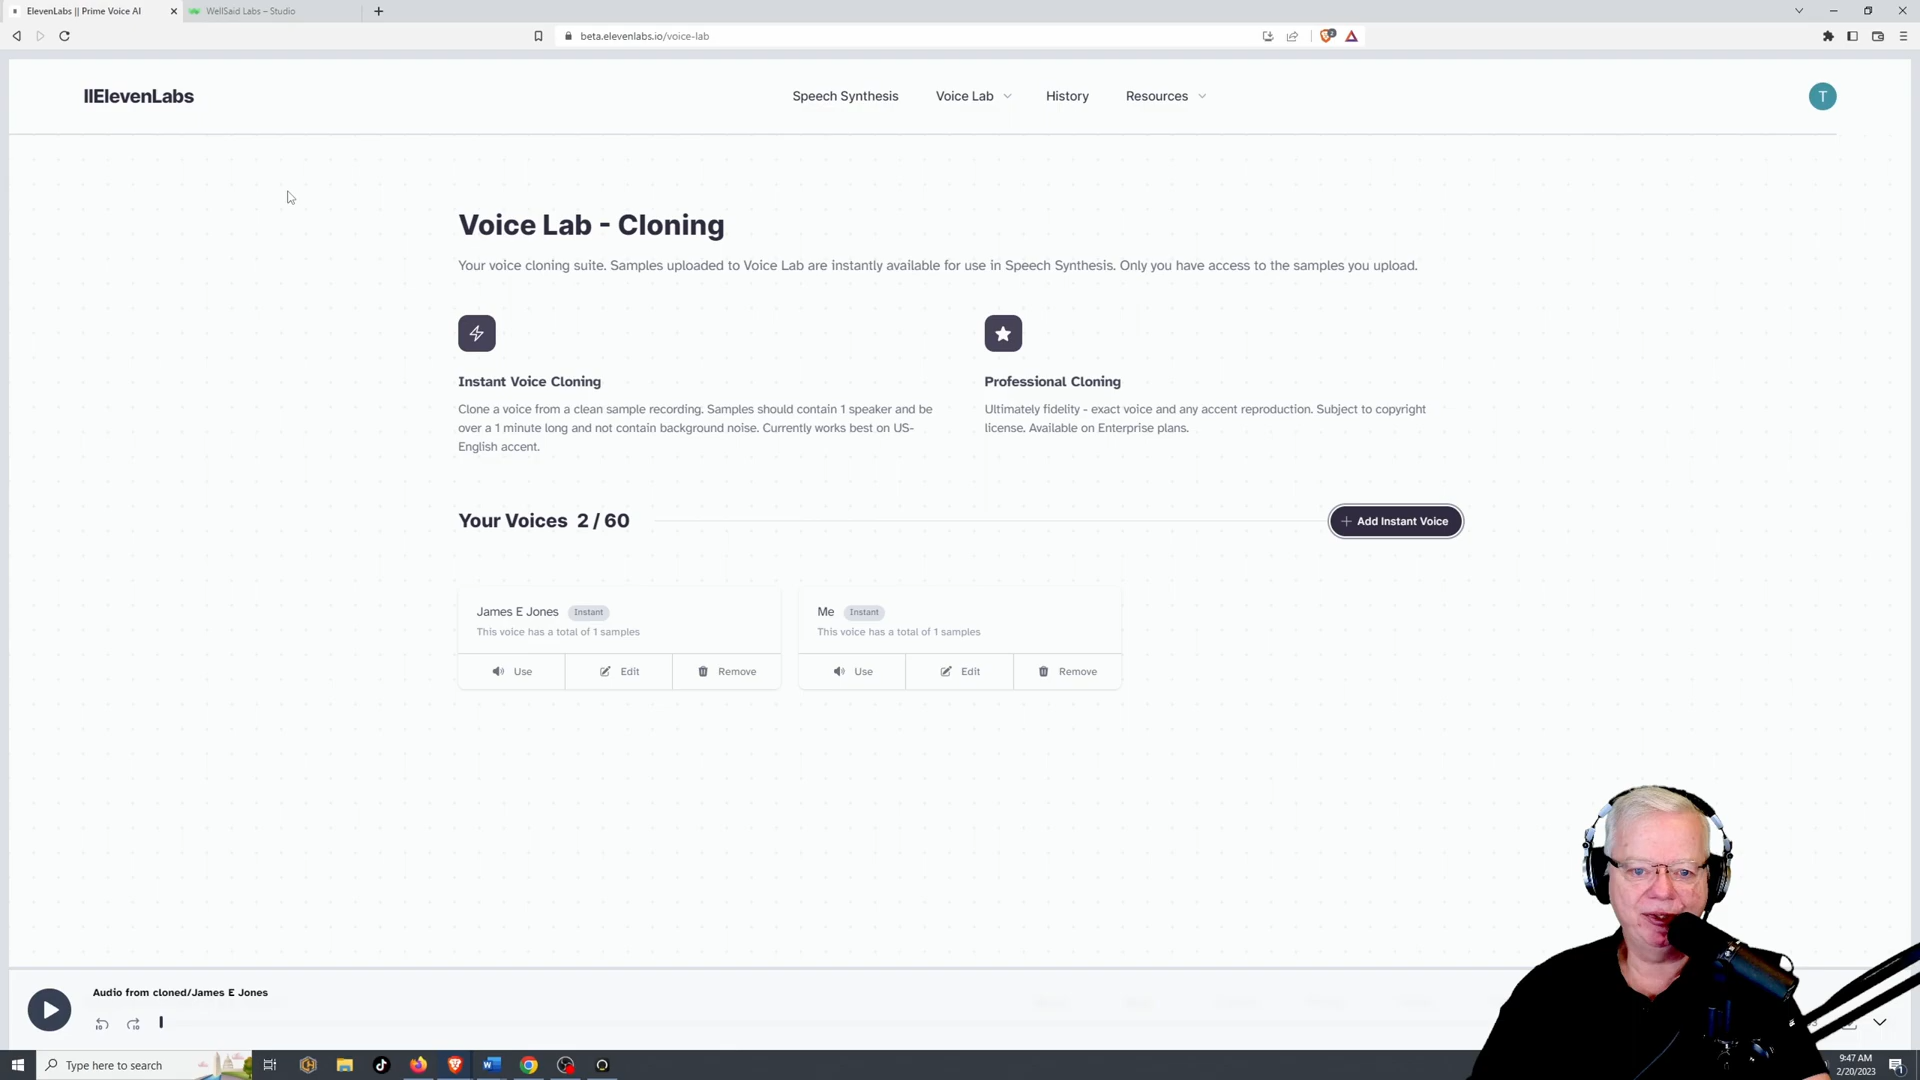 ElevenLabs || Prime Voice AI
WellSaid Labs – Studio
beta.elevenlabs.io/voice-lab
IIElevenLabs
Speech Synthesis
Voice Lab
History
Resources
T
Voice Lab - Cloning
Your voice cloning suite. Samples uploaded to Voice Lab are instantly available for use in Speech Synthesis. Only you have access to the samples you upload.
Instant Voice Cloning
Clone a voice from a clean sample recording. Samples should contain 1 speaker and be
over a 1 minute long and not contain background noise. Currently works best on US-
English accent.
Professional Cloning
Ultimately fidelity - exact voice and any accent reproduction. Subject to copyright
license. Available on Enterprise plans.
Your Voices 2 / 60
+ Add Instant Voice
James E Jones Instant
This voice has a total of 1 samples
Use
Edit
Remove
Me Instant
This voice has a total of 1 samples
Use
Edit
Remove
Audio from cloned/James E Jones
10
10
Type here to search
9:47 AM
2/20/2023